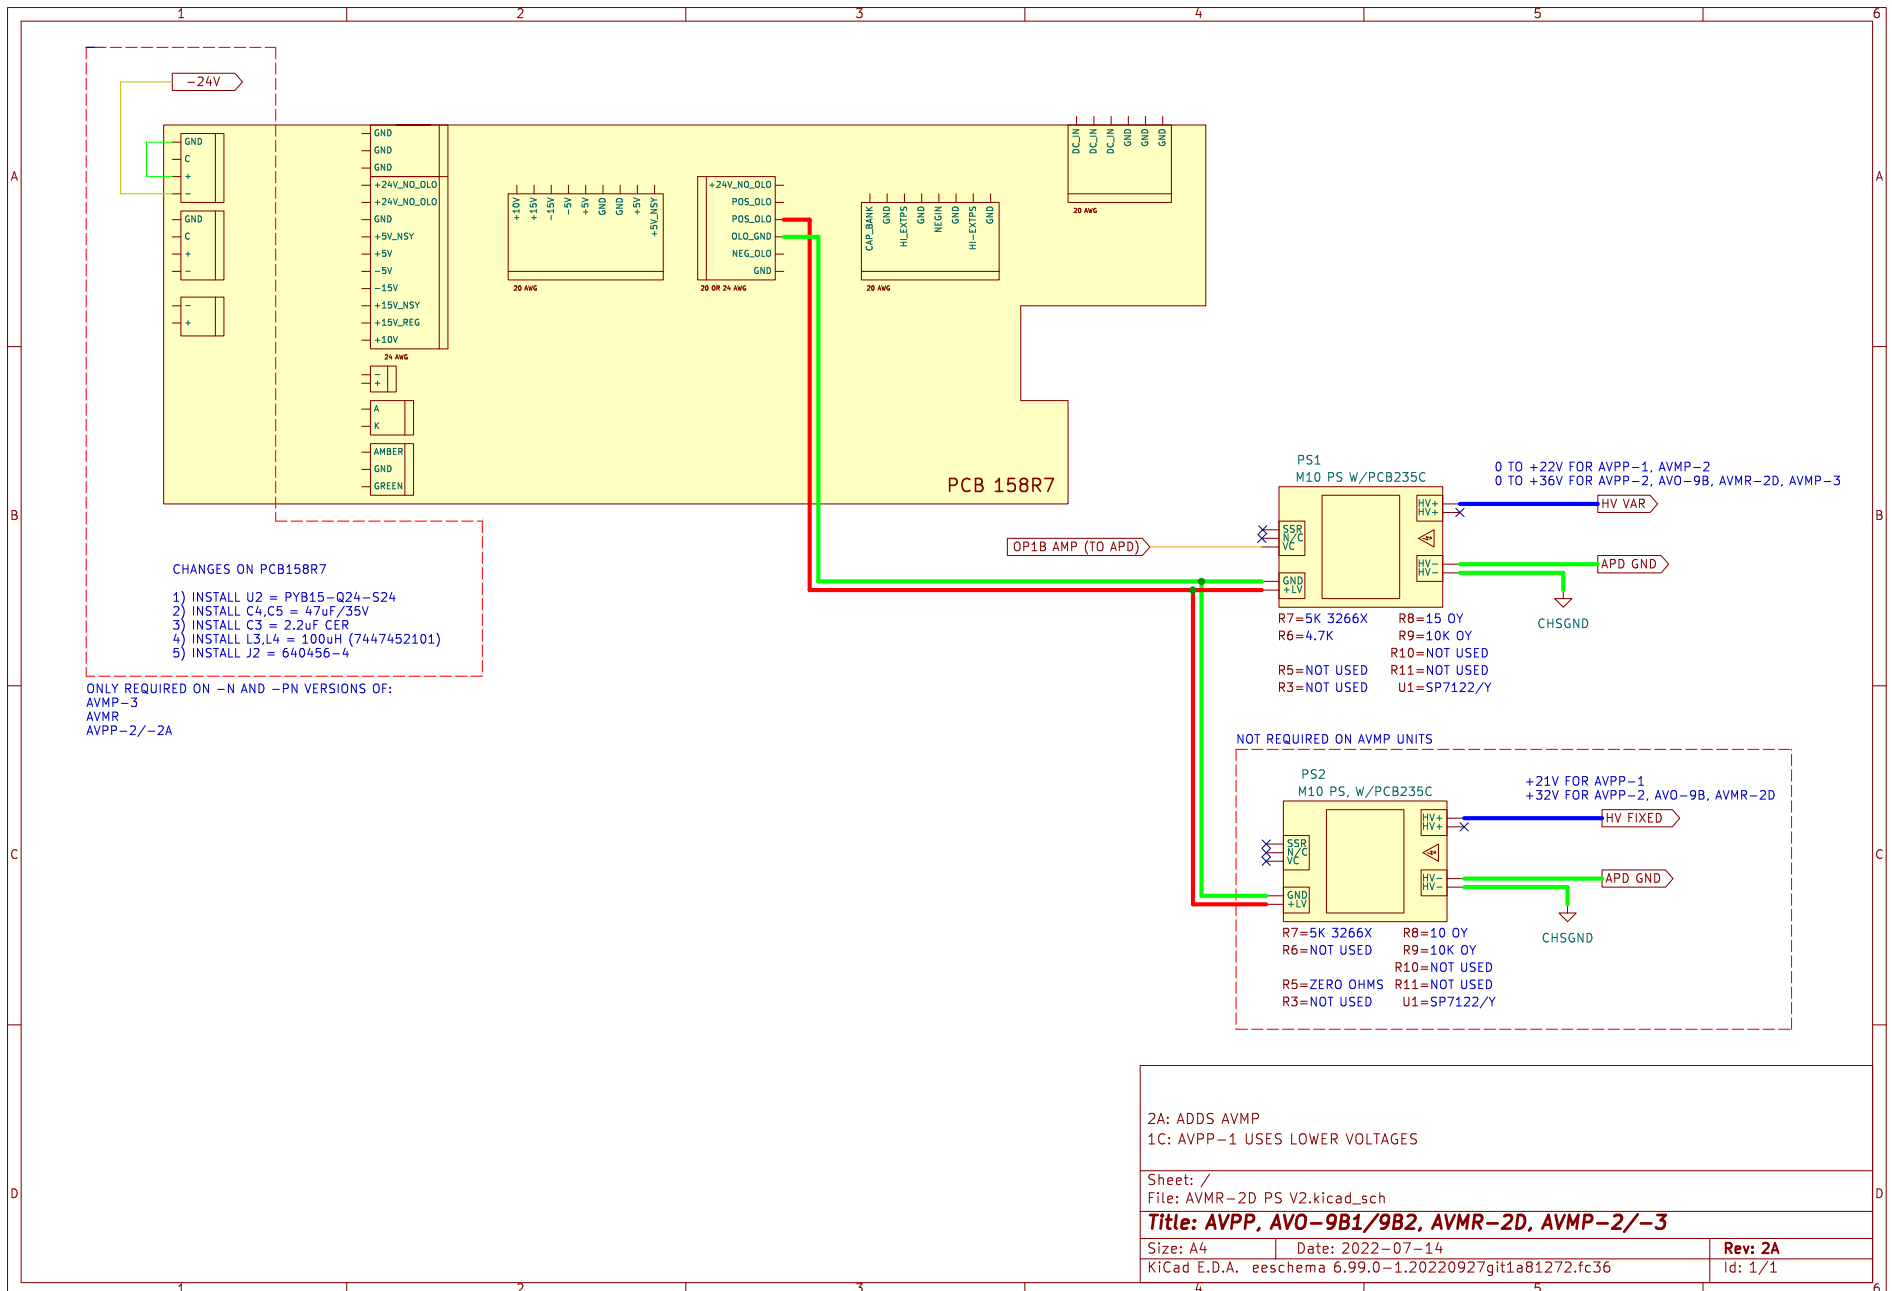 1 2 3 4 5 6
A
B
C
D
-24V
GND
C
+
-
GND
C
+
-
-
+
GND
GND
GND
+24V_NO_OLO
+24V_NO_OLO
GND
+5V_NSY
+5V
-5V
-15V
+15V_NSY
+15V_REG
+10V
24 AWG
-
+
A
K
AMBER
GND
GREEN
+10V
+15V
-15V
-5V
+5V
GND
GND
+5V
+5V_NSY
20 AWG
+24V_NO_OLO
POS_OLO
POS_OLO
OLO_GND
NEG_OLO
GND
20 OR 24 AWG
CAP_BANK
GND
HI_EXTPS
GND
NEGIN
GND
HI-EXTPS
GND
20 AWG
DC_IN
DC_IN
DC_IN
GND
GND
GND
20 AWG
PCB 158R7
CHANGES ON PCB158R7
1) INSTALL U2 = PYB15-Q24-S24
2) INSTALL C4,C5 = 47uF/35V
3) INSTALL C3 = 2.2uF CER
4) INSTALL L3,L4 = 100uH (7447452101)
5) INSTALL J2 = 640456-4
ONLY REQUIRED ON -N AND -PN VERSIONS OF:
AVMP-3
AVMR
AVPP-2/-2A
PS1
M10 PS W/PCB235C
0 TO +22V FOR AVPP-1, AVMP-2
0 TO +36V FOR AVPP-2, AVO-9B, AVMR-2D, AVMP-3
OP1B AMP (TO APD)
SSR
N/C
VC
GND
+LV
HV+
HV+
HV-
HV-
HV VAR
APD GND
CHSGND
R7=5K 3266X R8=15 OY
R6=4.7K R9=10K OY
R10=NOT USED
R5=NOT USED R11=NOT USED
R3=NOT USED U1=SP7122/Y
NOT REQUIRED ON AVMP UNITS
PS2
M10 PS, W/PCB235C
+21V FOR AVPP-1
+32V FOR AVPP-2, AVO-9B, AVMR-2D
SSR
N/C
VC
GND
+LV
HV+
HV+
HV-
HV-
HV FIXED
APD GND
CHSGND
R7=5K 3266X R8=10 OY
R6=NOT USED R9=10K OY
R10=NOT USED
R5=ZERO OHMS R11=NOT USED
R3=NOT USED U1=SP7122/Y
2A: ADDS AVMP
1C: AVPP-1 USES LOWER VOLTAGES
Sheet: /
File: AVMR-2D PS V2.kicad_sch
Title: AVPP, AVO-9B1/9B2, AVMR-2D, AVMP-2/-3
Size: A4 Date: 2022-07-14 Rev: 2A
KiCad E.D.A. eeschema 6.99.0-1.20220927git1a81272.fc36 Id: 1/1
A
B
C
D
1 2 3 4 5 6